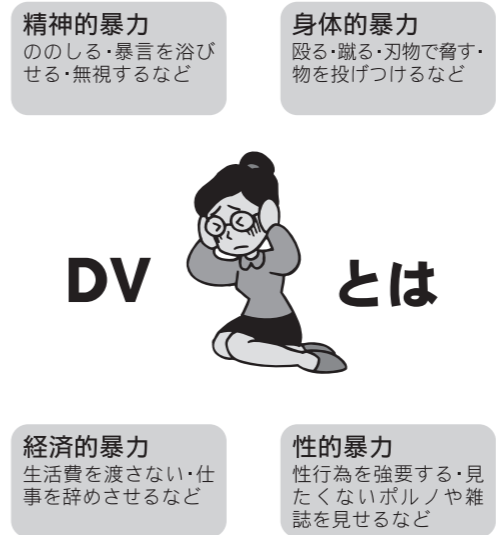 精神的暴力
ののしる・暴言を浴び
せる・無視するなど
身体的暴力
殴る・蹴る・刃物で脅す・
物を投げつけるなど
DV とは
経済的暴力
生活費を渡さない・仕
事を辞めさせるなど
性的暴力
性行為を強要する・見
たくないポルノや雑
誌を見せるなど